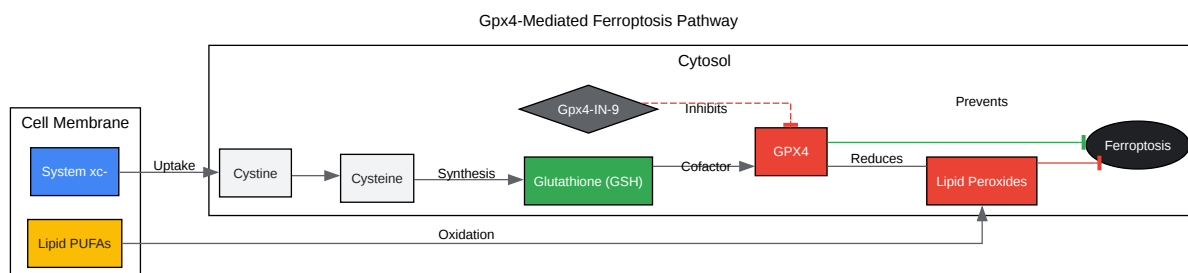 Gpx4-Mediated Ferroptosis Pathway
Cytosol
Gpx4-IN-9
Inhibits
Prevents
Cell Membrane
System xc-
Uptake
Cystine
Cysteine
Synthesis
Glutathione (GSH)
Cofactor
GPX4
Reduces
Lipid Peroxides
Ferroptosis
Lipid PUFAs
Oxidation